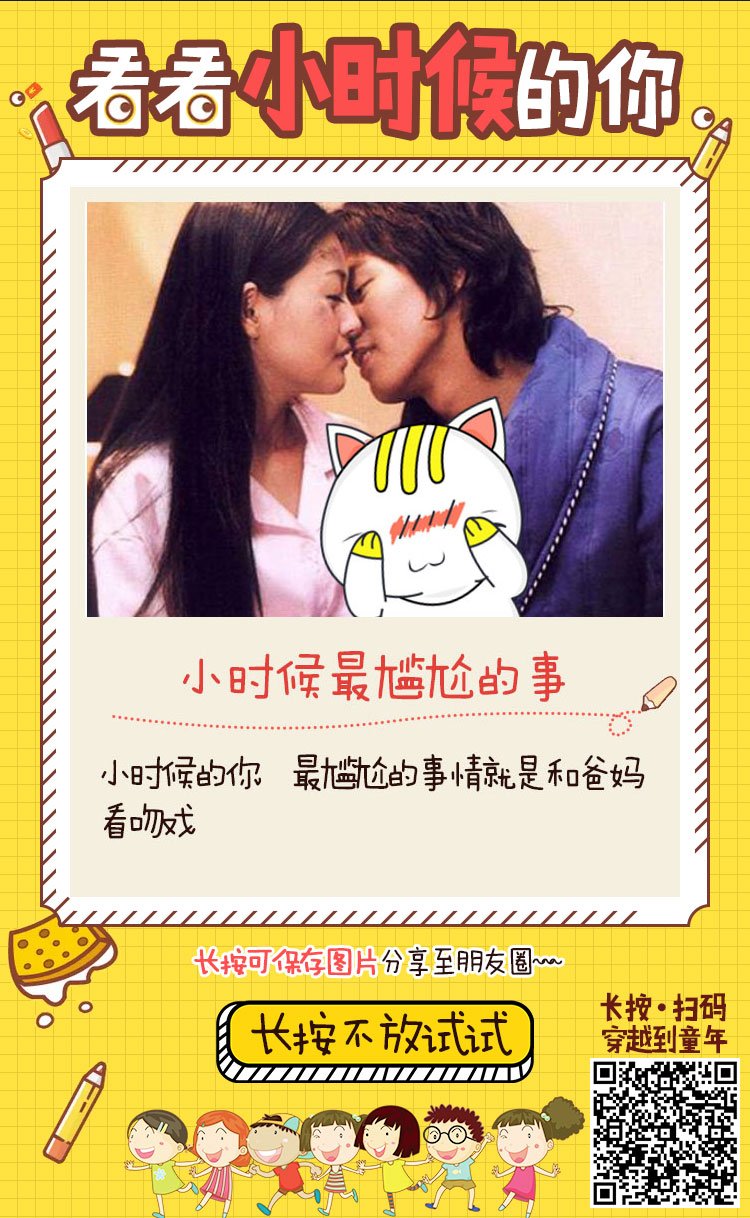 看看小时候的你
小时候最尴尬的事
小时候的你 最尴尬的事情就是和爸妈
看吻戏
长按可保存图片分享至朋友圈~~
长按不放试试
长按·扫码
穿越到童年